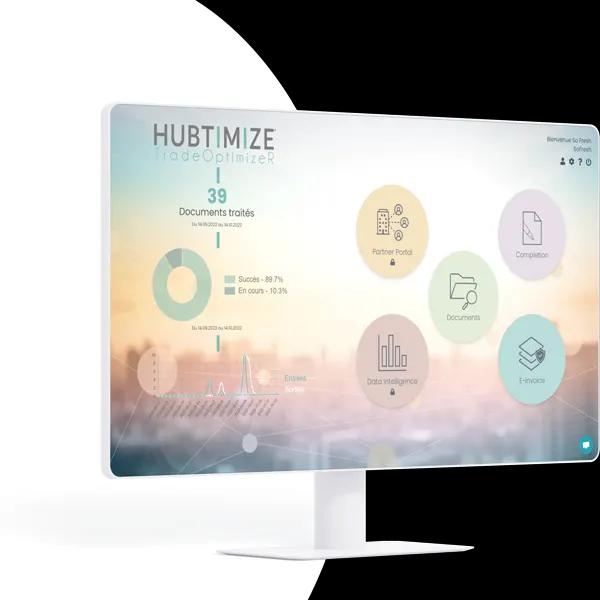 HUBTIMIZE
TradeOptimizeR
39
Documents traités
Du 14.09.2022 au 14.10.2022
Succès - 89.7%
En cours - 10.3%
Du 14.09.2022 au 14.10.2022
Entrées
Sorties
Bienvenue So Fresh
SoFresh
Partner Portal
Completion
Documents
Data Intelligence
E-invoice